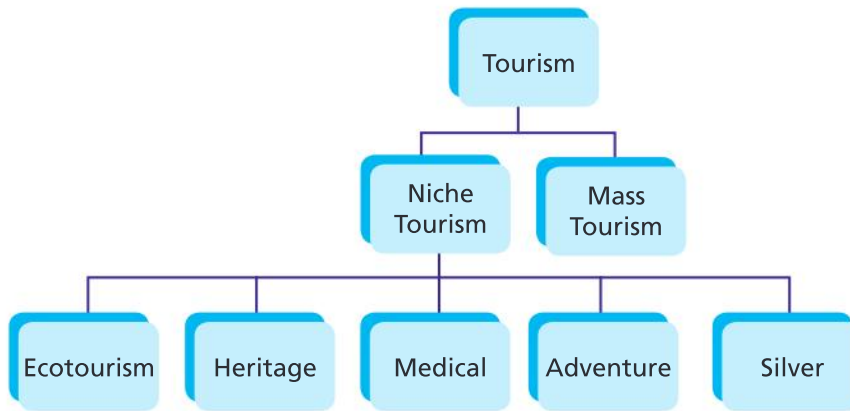 Tourism
Niche
Tourism
Mass
Tourism
Ecotourism
Heritage
Medical
Adventure
Silver